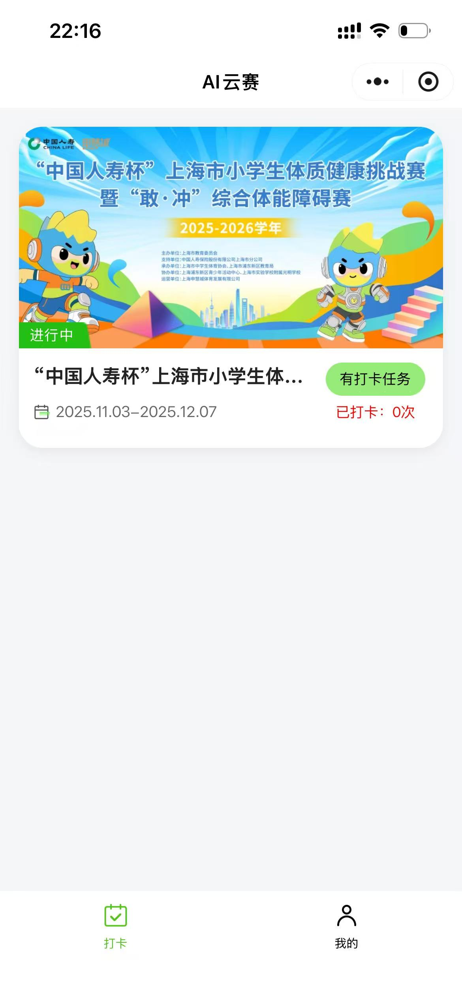 22:16
AI云赛
中国人寿
CHINA LIFE
申慧城
“中国人寿杯” 上海市小学生体质健康挑战赛
暨“敢·冲”综合体能障碍赛
2025-2026学年
主办单位:上海市教育委员会
支持单位:中国人寿保险股份有限公司上海市分公司
承办单位:上海市中学生体育协会、上海市浦东新区教育局
协办单位:上海浦东新区青少年活动中心、上海市实验学校附属光明学校
运营单位:上海申慧城体育发展有限公司
进行中
“中国人寿杯”上海市小学生体...
有打卡任务
2025.11.03-2025.12.07
已打卡：0次
打卡
我的